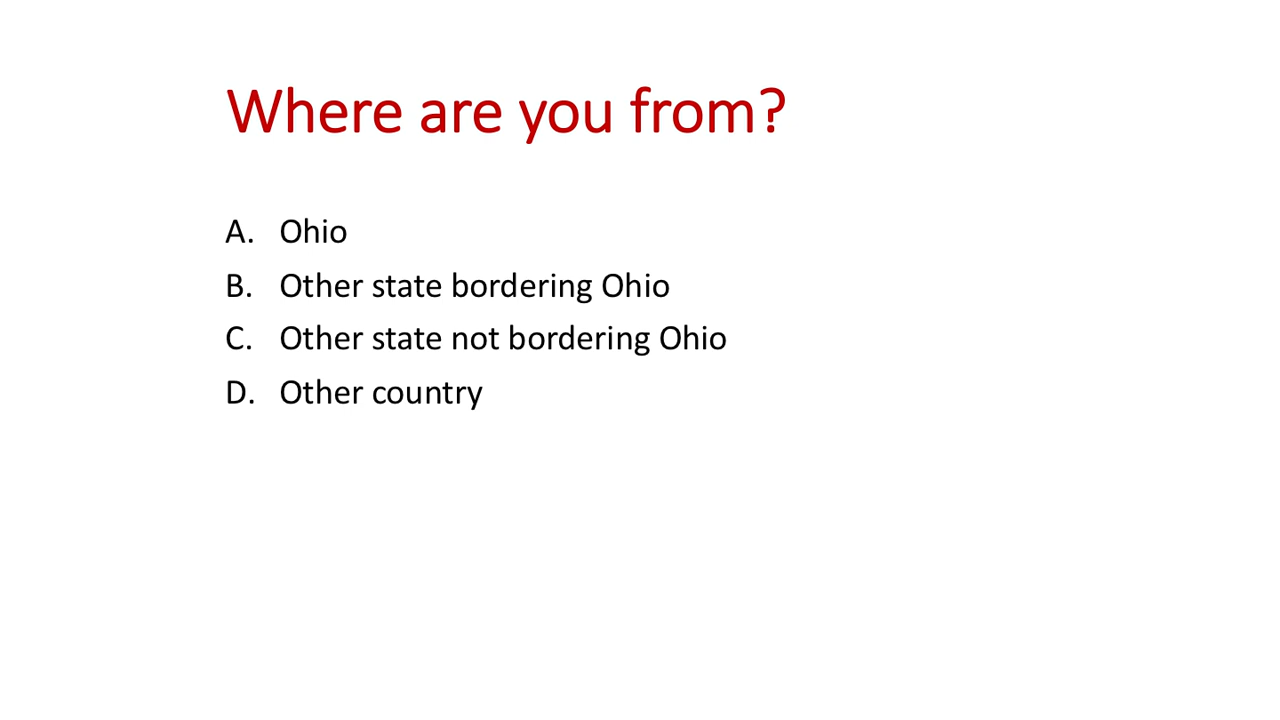 Where are you from?
A. Ohio
B. Other state bordering Ohio
C. Other state not bordering Ohio
D. Other country